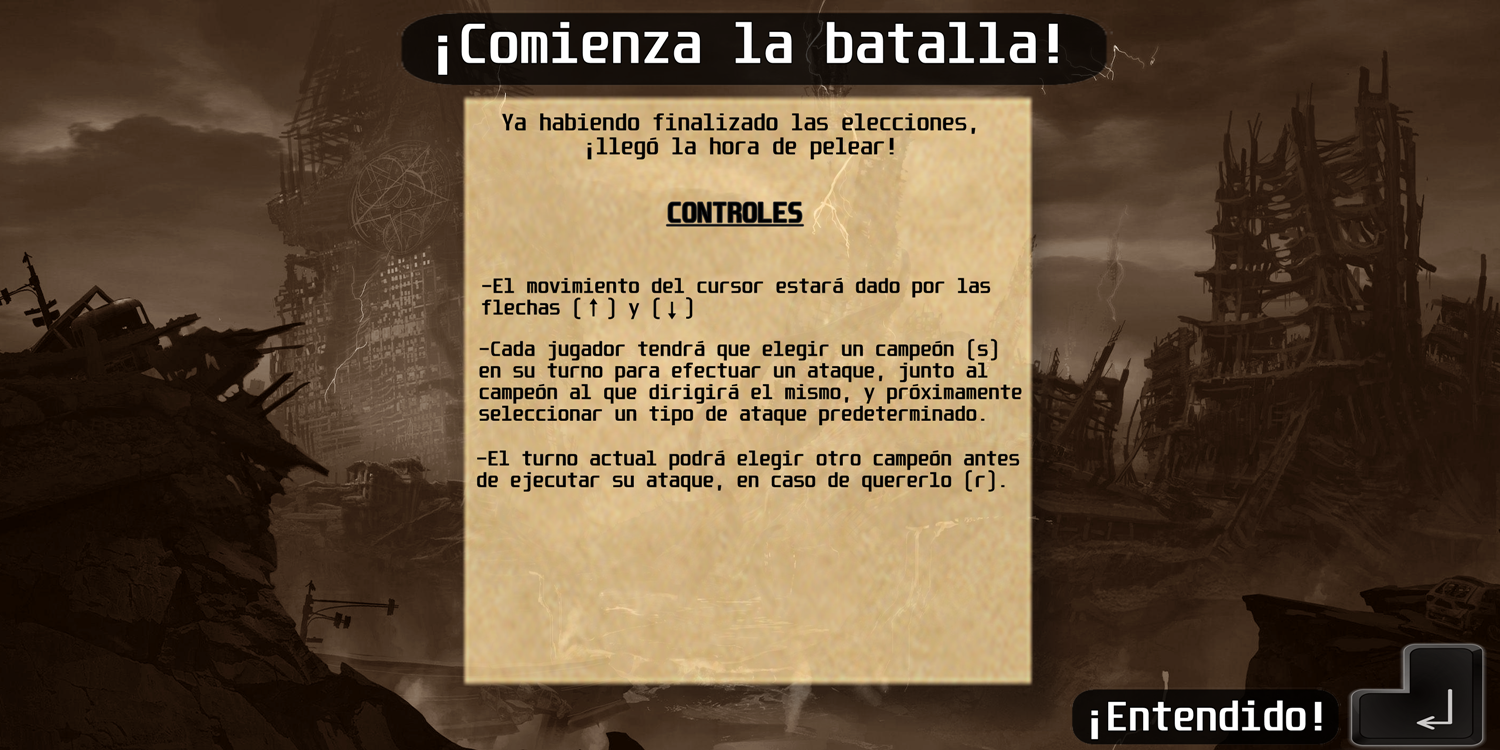 ¡Comienza la batalla!
Ya habiendo finalizado las elecciones,
¡llegó la hora de pelear!
CONTROLES
-El movimiento del cursor estará dado por las
flechas (↑) y (↓)
-Cada jugador tendrá que elegir un campeón (s)
en su turno para efectuar un ataque, junto al
campeón al que dirigirá el mismo, y próximamente
seleccionar un tipo de ataque predeterminado.
-El turno actual podrá elegir otro campeón antes
de ejecutar su ataque, en caso de quererlo (r).
¡Entendido!